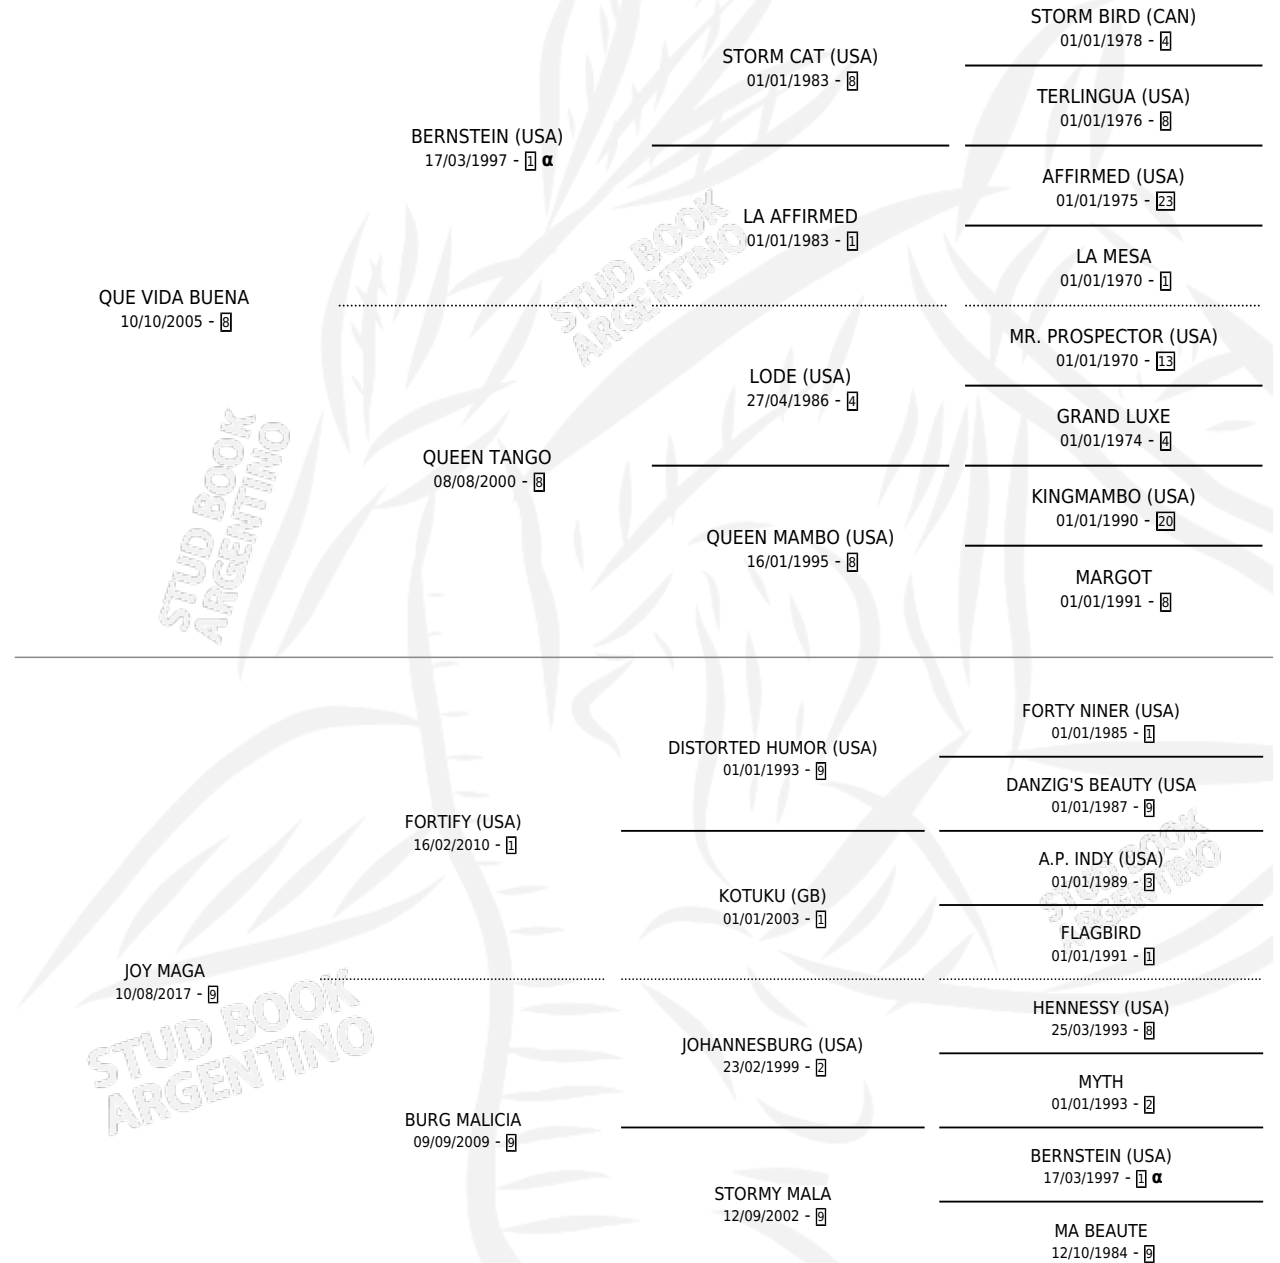 STORM BIRD (CAN)
01/01/1978 - 4
STORM CAT (USA)
01/01/1983 - 8
TERLINGUA (USA)
01/01/1976 - 8
BERNSTEIN (USA)
17/03/1997 - 1 α
AFFIRMED (USA)
01/01/1975 - 23
LA AFFIRMED
01/01/1983 - 1
LA MESA
01/01/1970 - 1
QUE VIDA BUENA
10/10/2005 - 8
MR. PROSPECTOR (USA)
01/01/1970 - 13
LODE (USA)
27/04/1986 - 4
GRAND LUXE
01/01/1974 - 4
QUEEN TANGO
08/08/2000 - 8
KINGMAMBO (USA)
01/01/1990 - 20
QUEEN MAMBO (USA)
16/01/1995 - 8
MARGOT
01/01/1991 - 8
FORTY NINER (USA)
01/01/1985 - 1
DISTORTED HUMOR (USA)
01/01/1993 - 9
DANZIG'S BEAUTY (USA
01/01/1987 - 9
FORTIFY (USA)
16/02/2010 - 1
A.P. INDY (USA)
01/01/1989 - 3
KOTUKU (GB)
01/01/2003 - 1
FLAGBIRD
01/01/1991 - 1
JOY MAGA
10/08/2017 - 9
HENNESSY (USA)
25/03/1993 - 8
JOHANNESBURG (USA)
23/02/1999 - 2
MYTH
01/01/1993 - 2
BURG MALICIA
09/09/2009 - 9
BERNSTEIN (USA)
17/03/1997 - 1 α
STORMY MALA
12/09/2002 - 9
MA BEAUTE
12/10/1984 - 9
STUD BOOK
ARGENTINO
STUD BOOK
ARGENTINO
STUD BOOK
ARGENTINO
STUD BOOK
ARGENTINO